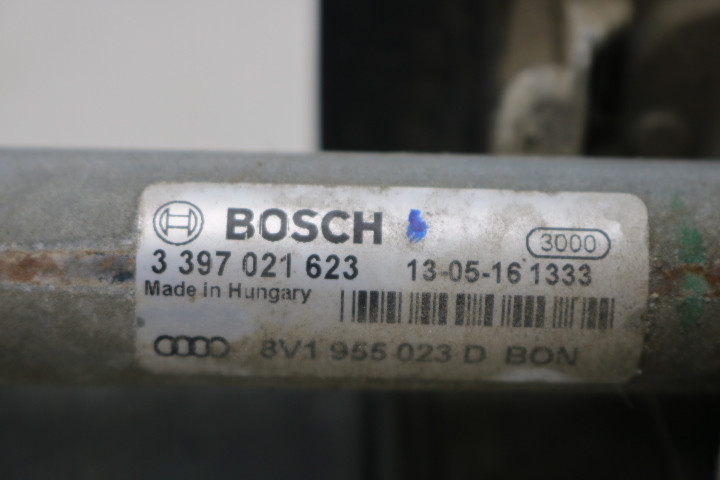 BOSCH
3000
3 397 021 623 13-05-16 1333
Made in Hungary
8V1 955 023 D BON